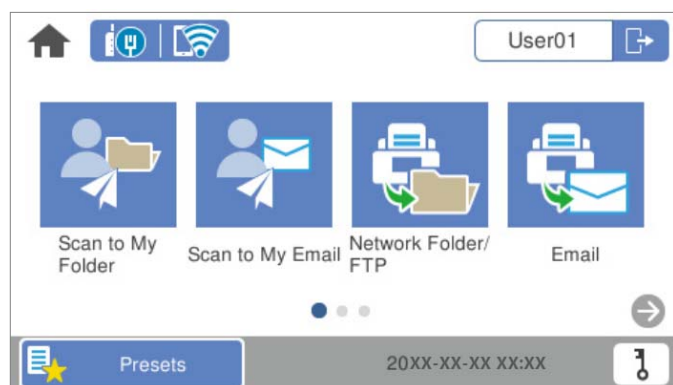 User01
Scan to My
Folder
Scan to My Email
Network Folder/
FTP
Email
Presets
20XX-XX-XX XX:XX